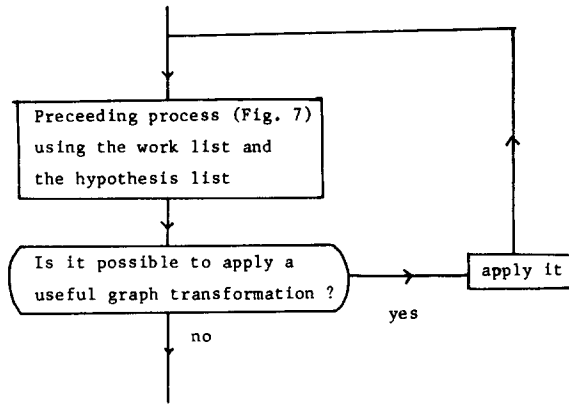 Preceeding process (Fig. 7)
using the work list and
the hypothesis list
Is it possible to apply a
useful graph transformation ?
apply it
yes
no